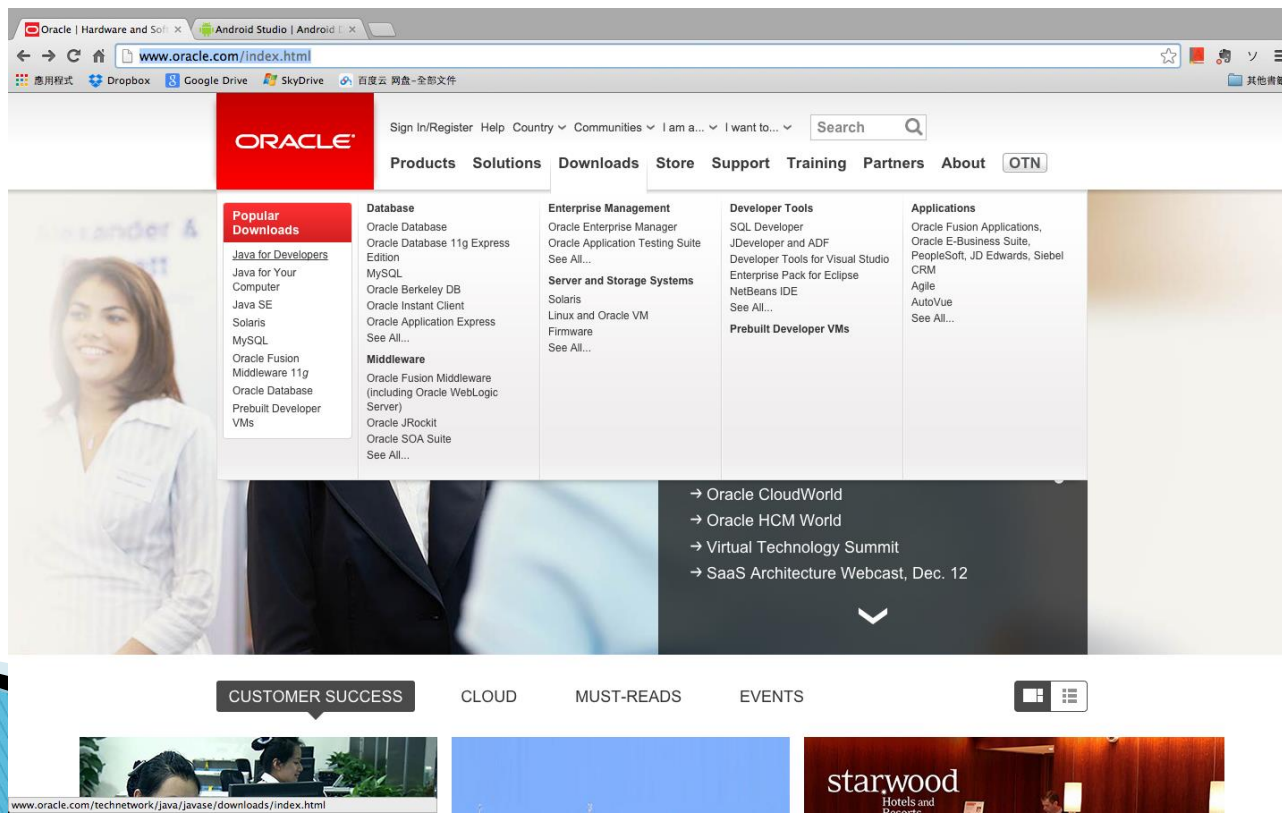 Oracle | Hardware and Soft
Android Studio | Android D
www.oracle.com/index.html
應用程式 Dropbox Google Drive SkyDrive 百度云 网盘-全部文件 其他書籤
ORACLE
Sign In/Register Help Country Communities I am a... I want to... Search
Products Solutions Downloads Store Support Training Partners About OTN
Popular
Downloads
Java for Developers
Java for Your
Computer
Java SE
Solaris
MySQL
Oracle Fusion
Middleware 11g
Oracle Database
Prebuilt Developer
VMs
Database
Oracle Database
Oracle Database 11g Express
Edition
MySQL
Oracle Berkeley DB
Oracle Instant Client
Oracle Application Express
See All...
Middleware
Oracle Fusion Middleware
(including Oracle WebLogic
Server)
Oracle JRockit
Oracle SOA Suite
See All...
Enterprise Management
Oracle Enterprise Manager
Oracle Application Testing Suite
See All...
Server and Storage Systems
Solaris
Linux and Oracle VM
Firmware
See All...
Developer Tools
SQL Developer
JDeveloper and ADF
Developer Tools for Visual Studio
Enterprise Pack for Eclipse
NetBeans IDE
See All...
Prebuilt Developer VMs
Applications
Oracle Fusion Applications,
Oracle E-Business Suite,
PeopleSoft, JD Edwards, Siebel
CRM
Agile
AutoVue
See All...
→ Oracle CloudWorld
→ Oracle HCM World
→ Virtual Technology Summit
→ SaaS Architecture Webcast, Dec. 12
CUSTOMER SUCCESS CLOUD MUST-READS EVENTS
starwood
Hotels and
Resorts
www.oracle.com/technetwork/java/javase/downloads/index.html